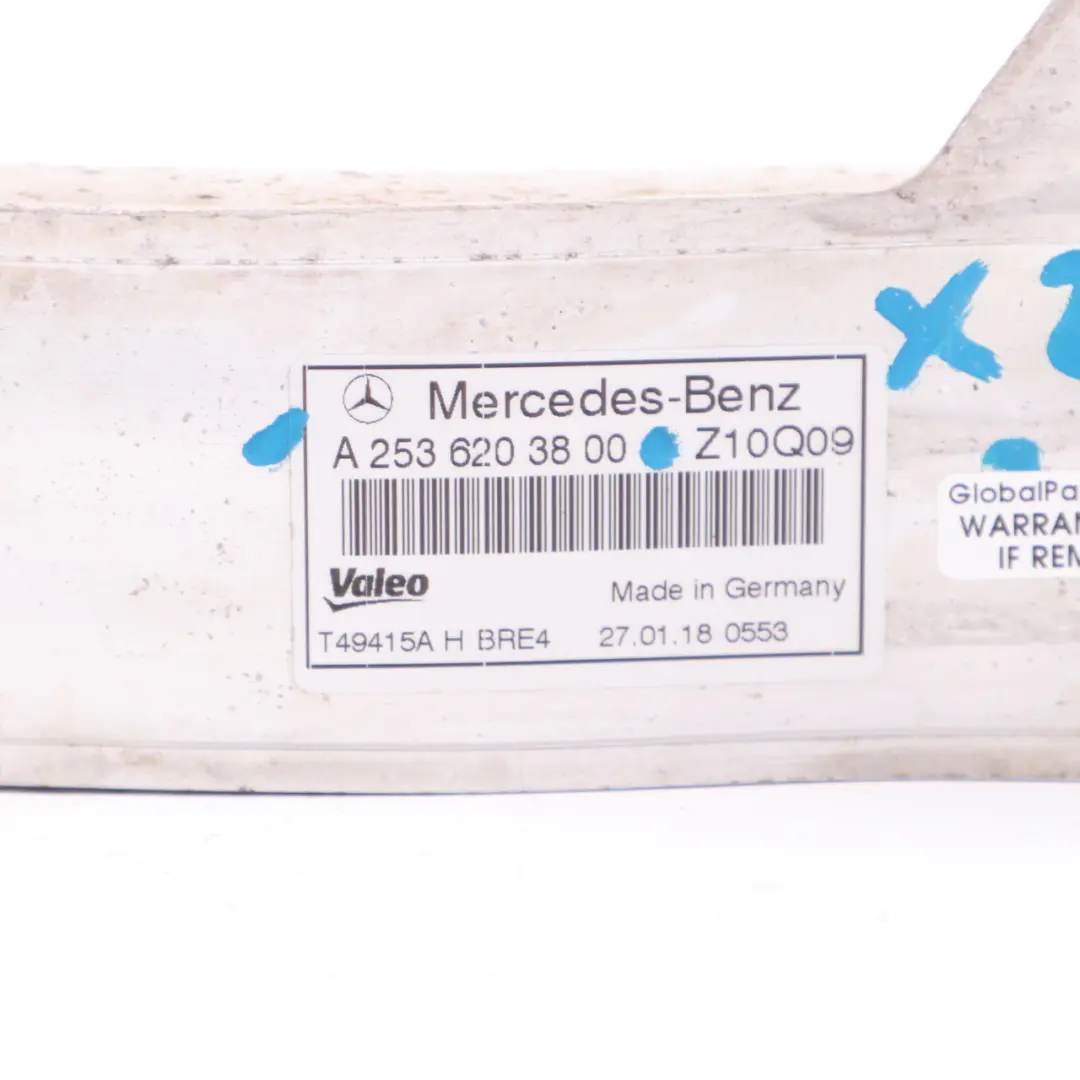 Mercedes-Benz
A 253 620 38 00 Z10Q09
Valeo
Made in Germany
T49415A H BRE4 27.01.18 0553
X
GlobalPa
WARRAN
IF REM